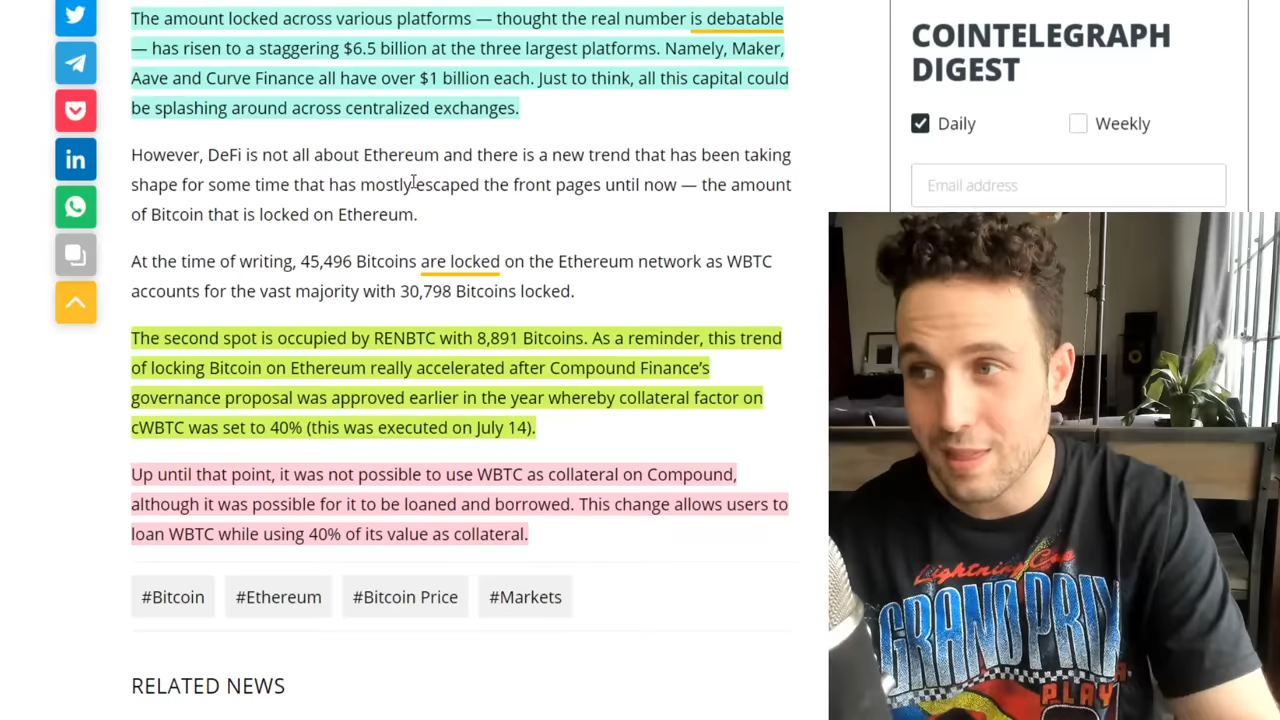 The amount locked across various platforms — thought the real number is debatable
— has risen to a staggering $6.5 billion at the three largest platforms. Namely, Maker,
Aave and Curve Finance all have over $1 billion each. Just to think, all this capital could
be splashing around across centralized exchanges.
However, DeFi is not all about Ethereum and there is a new trend that has been taking
shape for some time that has mostly escaped the front pages until now — the amount
of Bitcoin that is locked on Ethereum.
At the time of writing, 45,496 Bitcoins are locked on the Ethereum network as WBTC
accounts for the vast majority with 30,798 Bitcoins locked.
The second spot is occupied by RENBTC with 8,891 Bitcoins. As a reminder, this trend
of locking Bitcoin on Ethereum really accelerated after Compound Finance’s
governance proposal was approved earlier in the year whereby collateral factor on
cWBTC was set to 40% (this was executed on July 14).
Up until that point, it was not possible to use WBTC as collateral on Compound,
although it was possible for it to be loaned and borrowed. This change allows users to
loan WBTC while using 40% of its value as collateral.
#Bitcoin #Ethereum #Bitcoin Price #Markets
RELATED NEWS
COINTELEGRAPH
DIGEST
Daily Weekly
Email address
in
Lightning
GRAND PRIX
PLAY